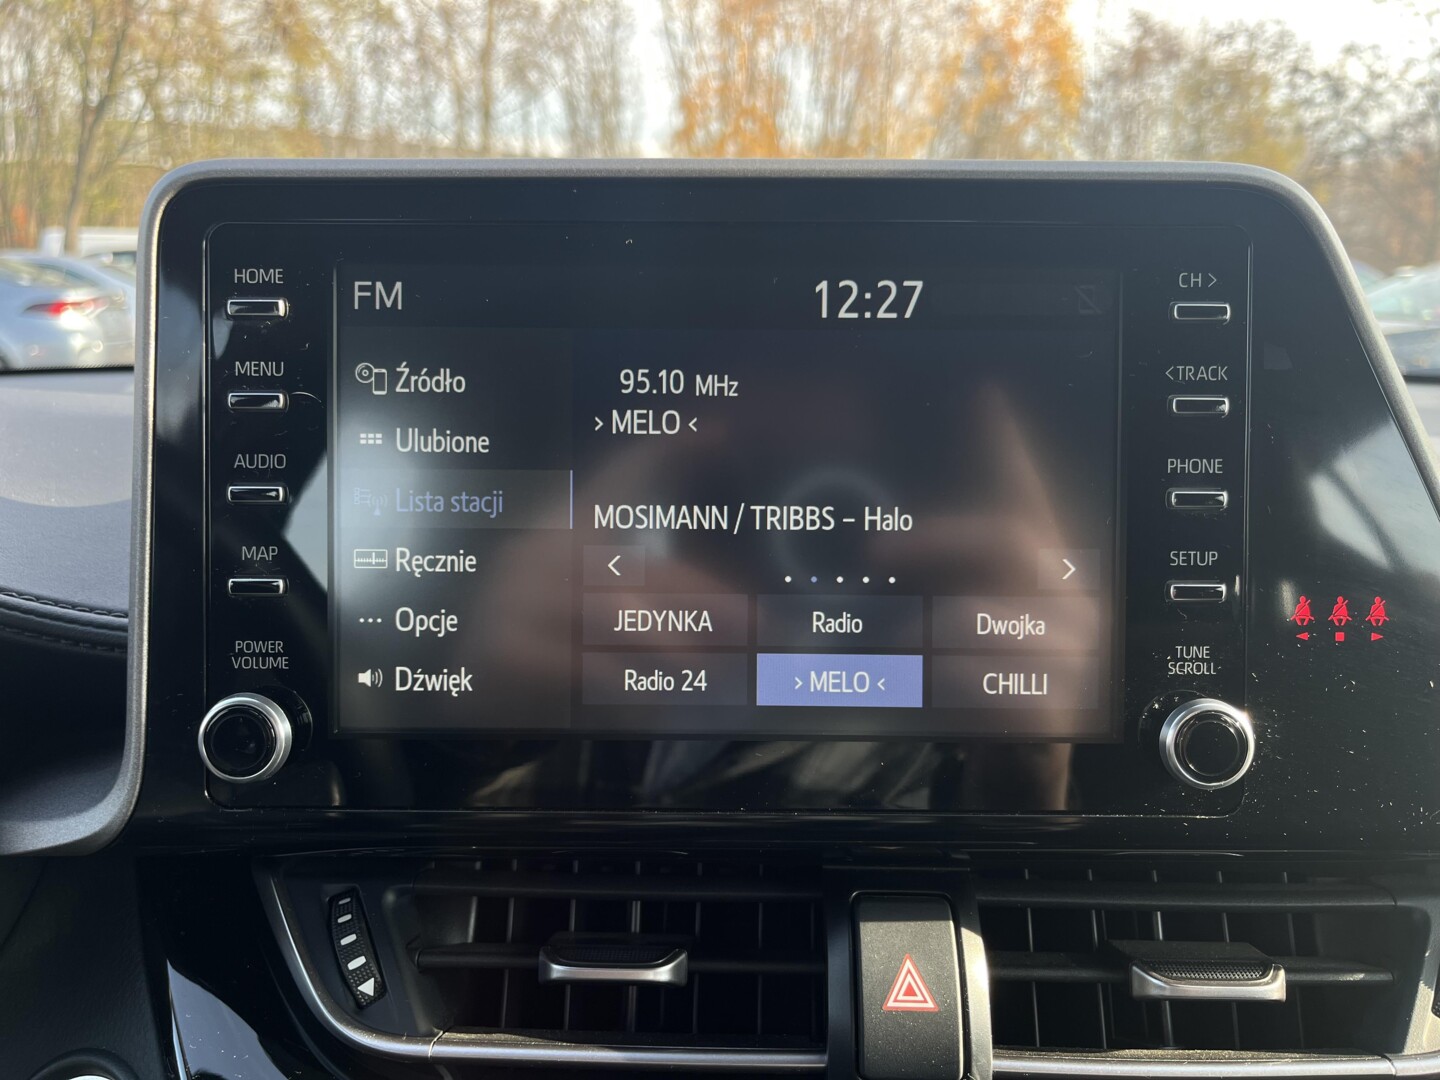 HOME
MENU
AUDIO
MAP
POWER
VOLUME
FM
12:27
Źródło
Ulubione
Lista stacji
Ręcznie
Opcje
Dźwięk
95.10 MHz
> MELO <
MOSIMANN / TRIBBS – Halo
< >
JEDYNKA Radio Dwojka
Radio 24 > MELO < CHILLI
CH >
< TRACK
PHONE
SETUP
TUNE
SCROLL